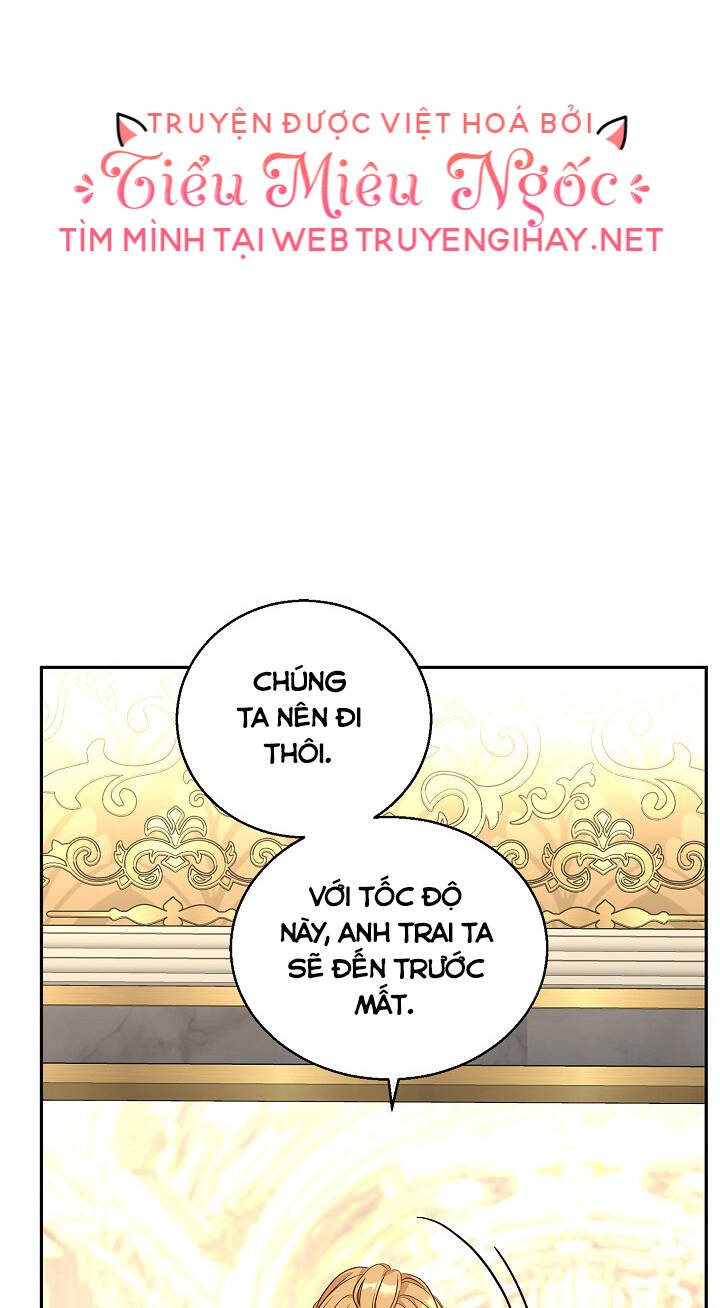 TRUYỆN ĐƯỢC VIỆT HOÁ BỞI
TIỂU MIÊU NGỐC
TÌM MÌNH TẠI WEB TRUYENGIHAY.NET
CHÚNG
TA NÊN ĐI
THÔI.
VỚI TỐC ĐỘ
NÀY, ANH TRAI TA
SẼ ĐẾN TRƯỚC
MẤT.